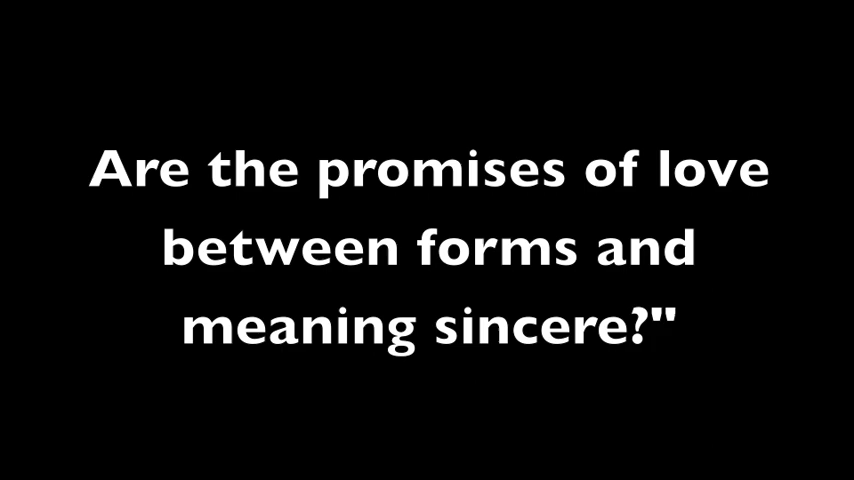 Are the promises of love
between forms and
meaning sincere?"